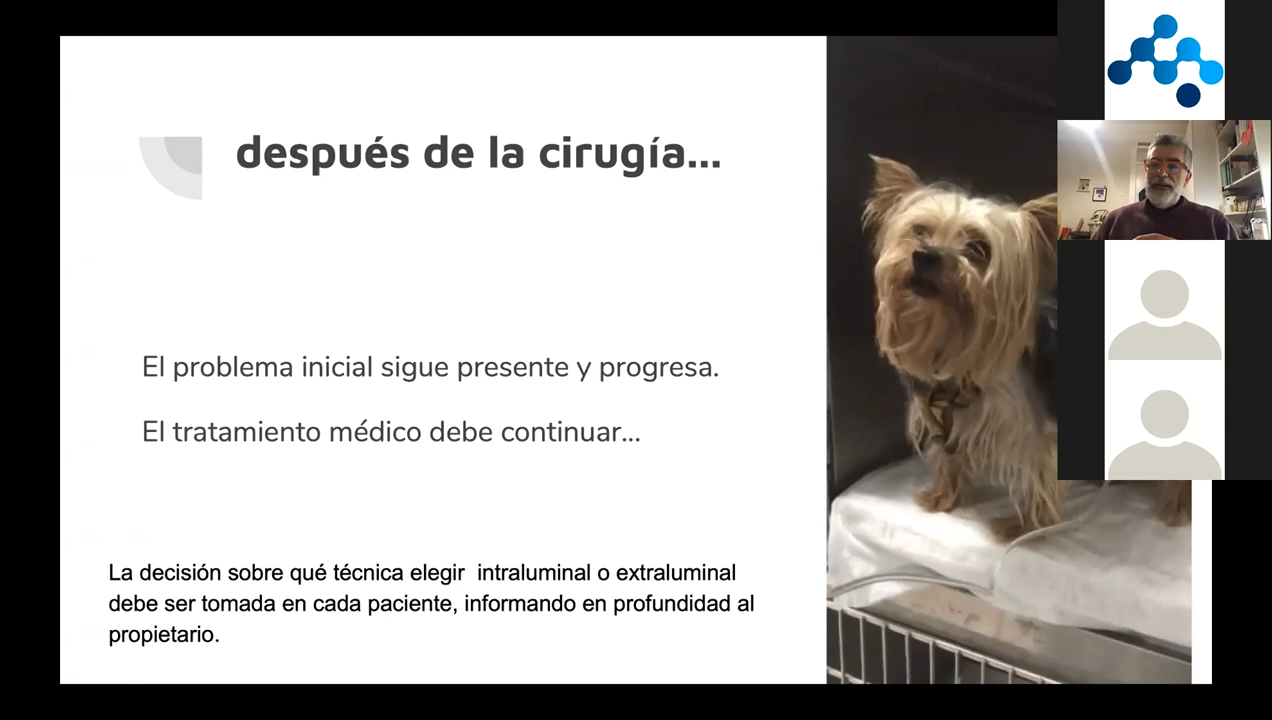 después de la cirugía...
El problema inicial sigue presente y progresa.
El tratamiento médico debe continuar...
La decisión sobre qué técnica elegir  intraluminal o extraluminal
debe ser tomada en cada paciente, informando en profundidad al
propietario.